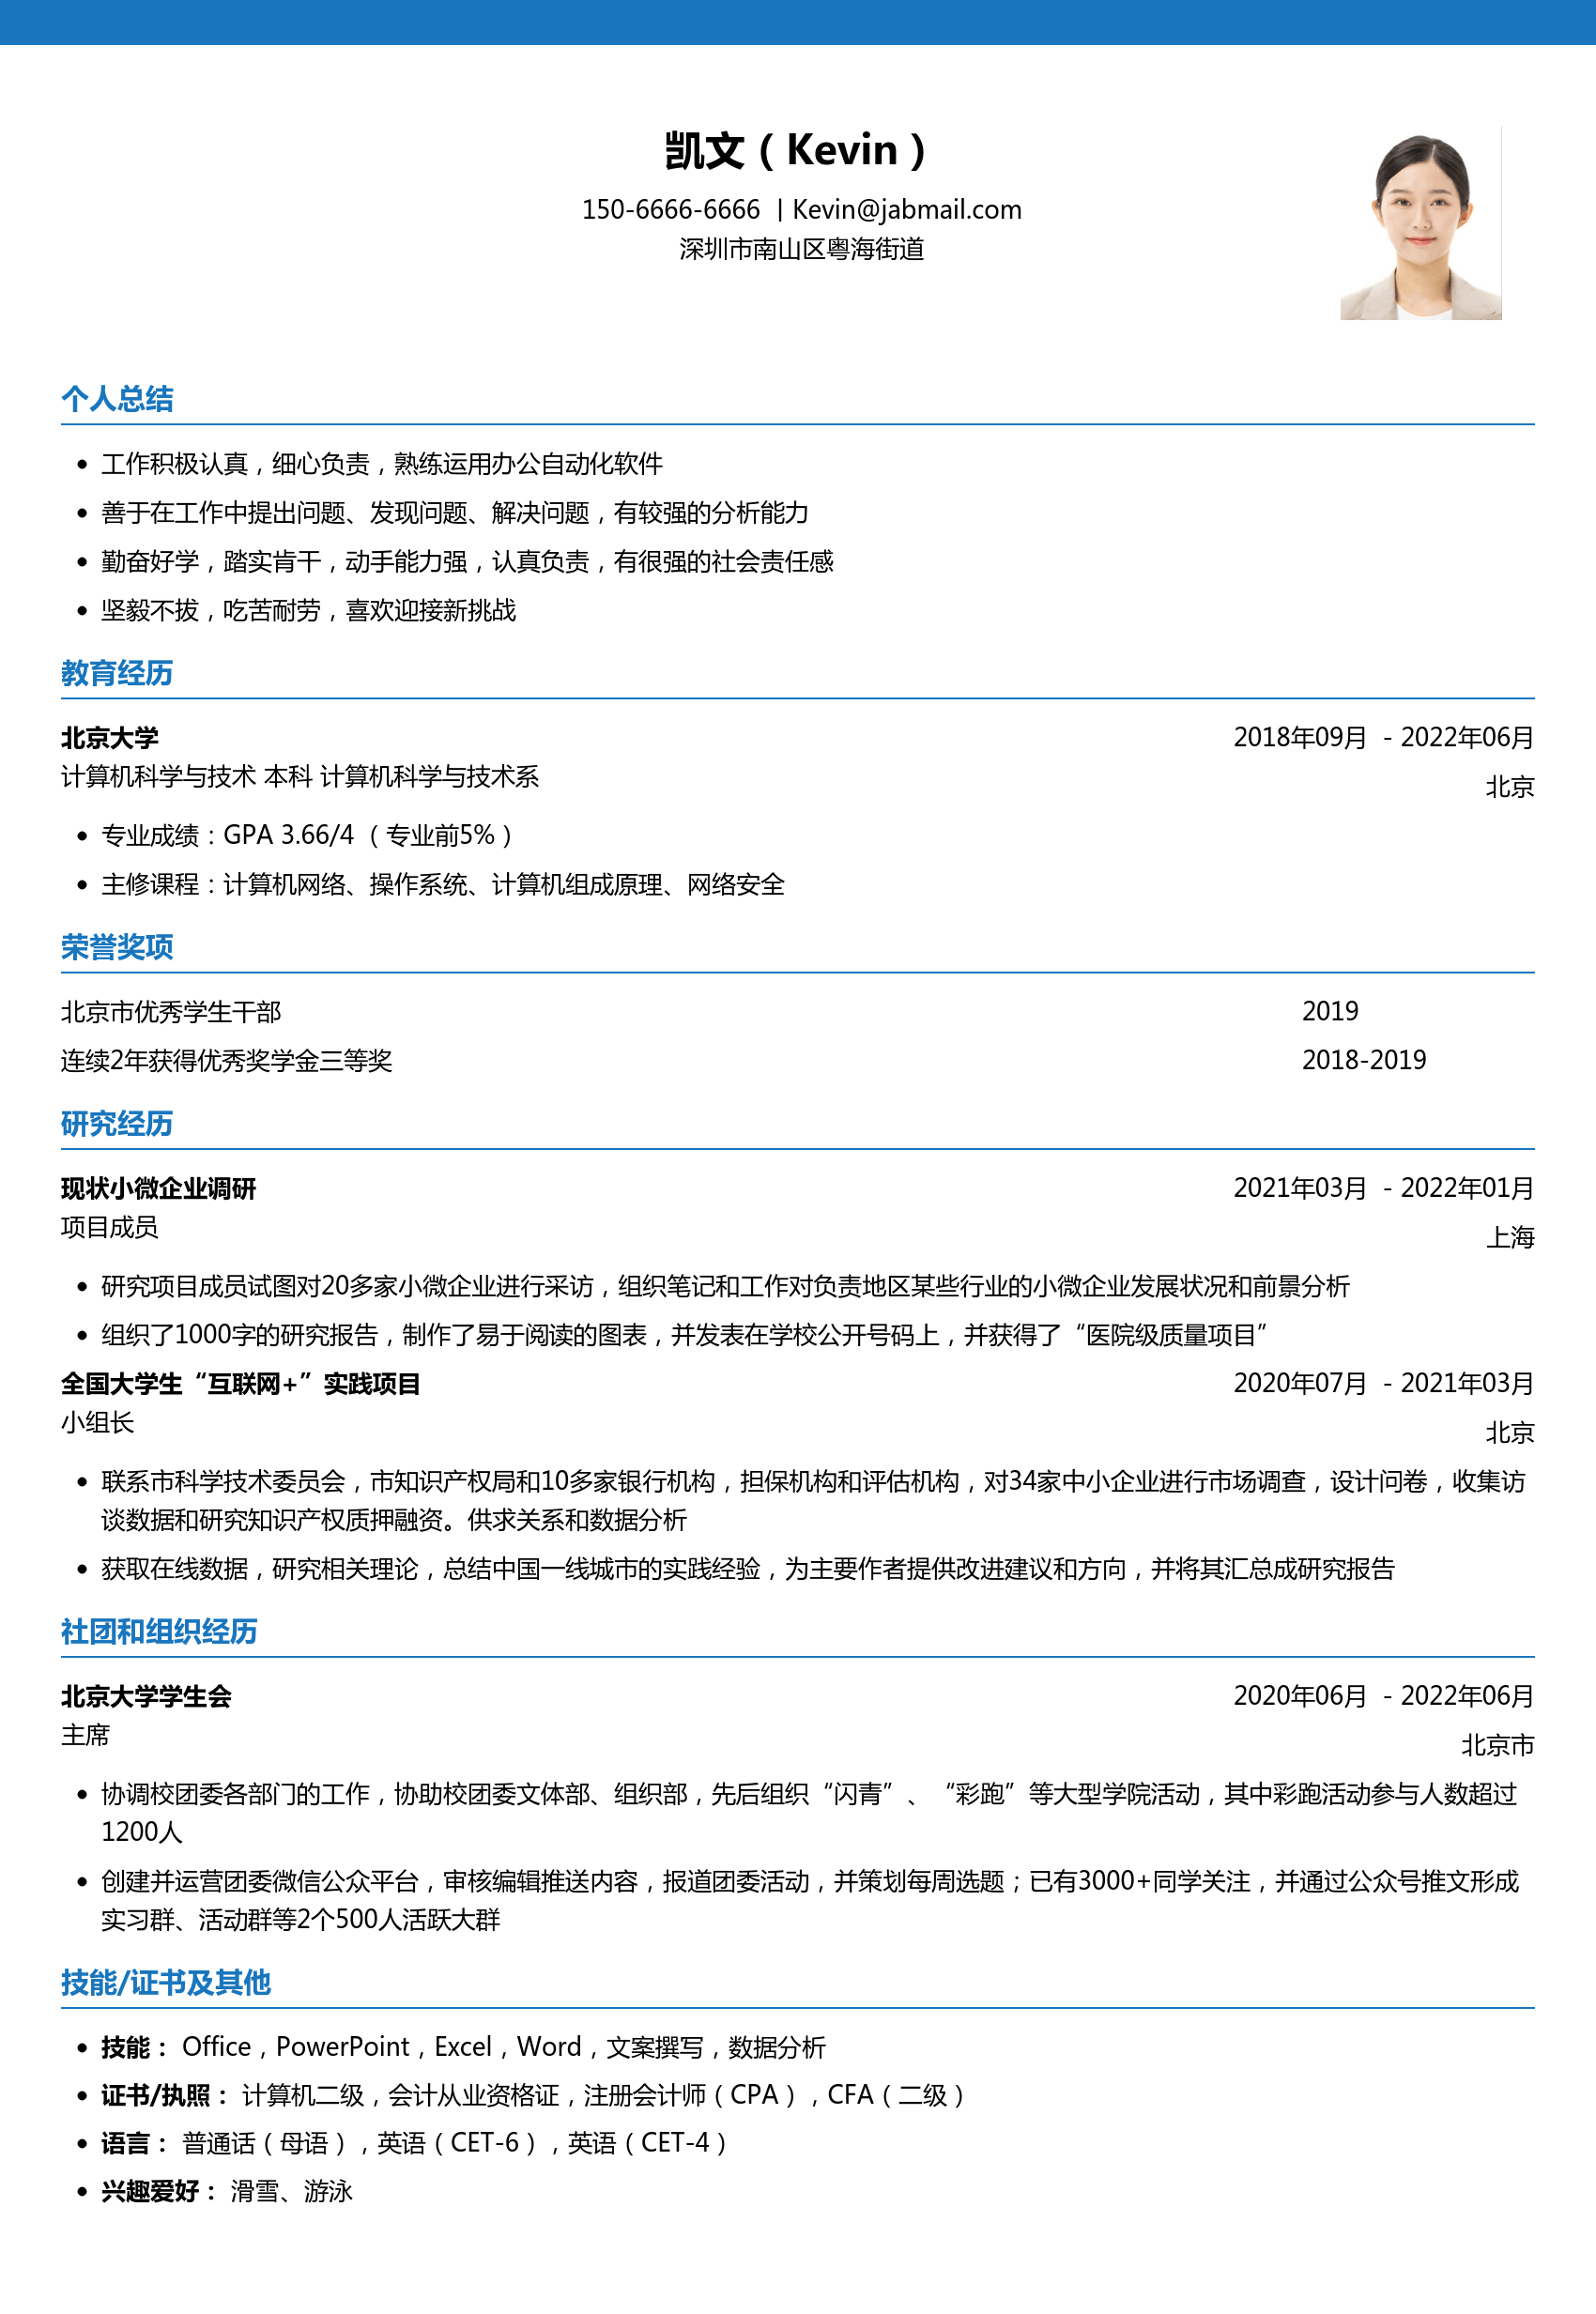 凯文（Kevin）
150-6666-6666 | Kevin@jabmail.com
深圳市南山区粤海街道
个人总结
• 工作积极认真，细心负责，熟练运用办公自动化软件
• 善于在工作中提出问题、发现问题、解决问题，有较强的分析能力
• 勤奋好学，踏实肯干，动手能力强，认真负责，有很强的社会责任感
• 坚毅不拔，吃苦耐劳，喜欢迎接新挑战
教育经历
北京大学 2018年09月 - 2022年06月
计算机科学与技术 本科 计算机科学与技术系 北京
• 专业成绩：GPA 3.66/4 （专业前5%）
• 主修课程：计算机网络、操作系统、计算机组成原理、网络安全
荣誉奖项
北京市优秀学生干部 2019
连续2年获得优秀奖学金三等奖 2018-2019
研究经历
现状小微企业调研 2021年03月 - 2022年01月
项目成员 上海
• 研究项目成员试图对20多家小微企业进行采访，组织笔记和工作对负责地区某些行业的小微企业发展状况和前景分析
• 组织了1000字的研究报告，制作了易于阅读的图表，并发表在学校公开号码上，并获得了“医院级质量项目”
全国大学生“互联网+”实践项目 2020年07月 - 2021年03月
小组长 北京
• 联系市科学技术委员会，市知识产权局和10多家银行机构，担保机构和评估机构，对34家中小企业进行市场调查，设计问卷，收集访
谈数据和研究知识产权质押融资。供求关系和数据分析
• 获取在线数据，研究相关理论，总结中国一线城市的实践经验，为主要作者提供改进建议和方向，并将其汇总成研究报告
社团和组织经历
北京大学学生会 2020年06月 - 2022年06月
主席 北京市
• 协调校团委各部门的工作，协助校团委文体部、组织部，先后组织“闪青”、“彩跑”等大型学院活动，其中彩跑活动参与人数超过
1200人
• 创建并运营团委微信公众平台，审核编辑推送内容，报道团委活动，并策划每周选题；已有3000+同学关注，并通过公众号推文形成
实习群、活动群等2个500人活跃大群
技能/证书及其他
• 技能： Office，PowerPoint，Excel，Word，文案撰写，数据分析
• 证书/执照： 计算机二级，会计从业资格证，注册会计师（CPA），CFA（二级）
• 语言： 普通话（母语），英语（CET-6），英语（CET-4）
• 兴趣爱好： 滑雪、游泳